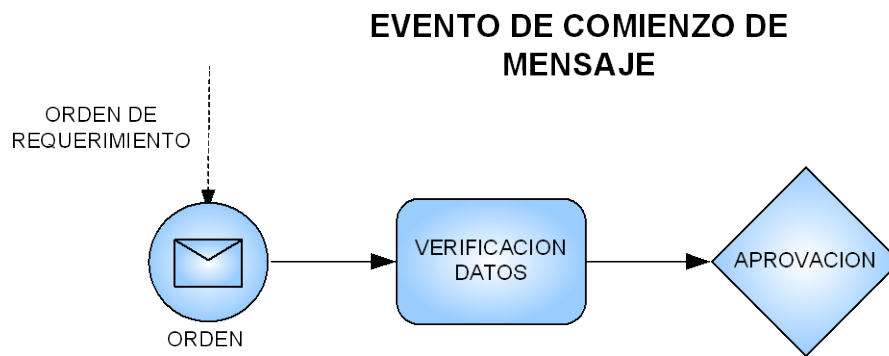 EVENTO DE COMIENZO DE
MENSAJE
ORDEN DE
REQUERIMIENTO
VERIFICACION
DATOS
APROVACION
ORDEN